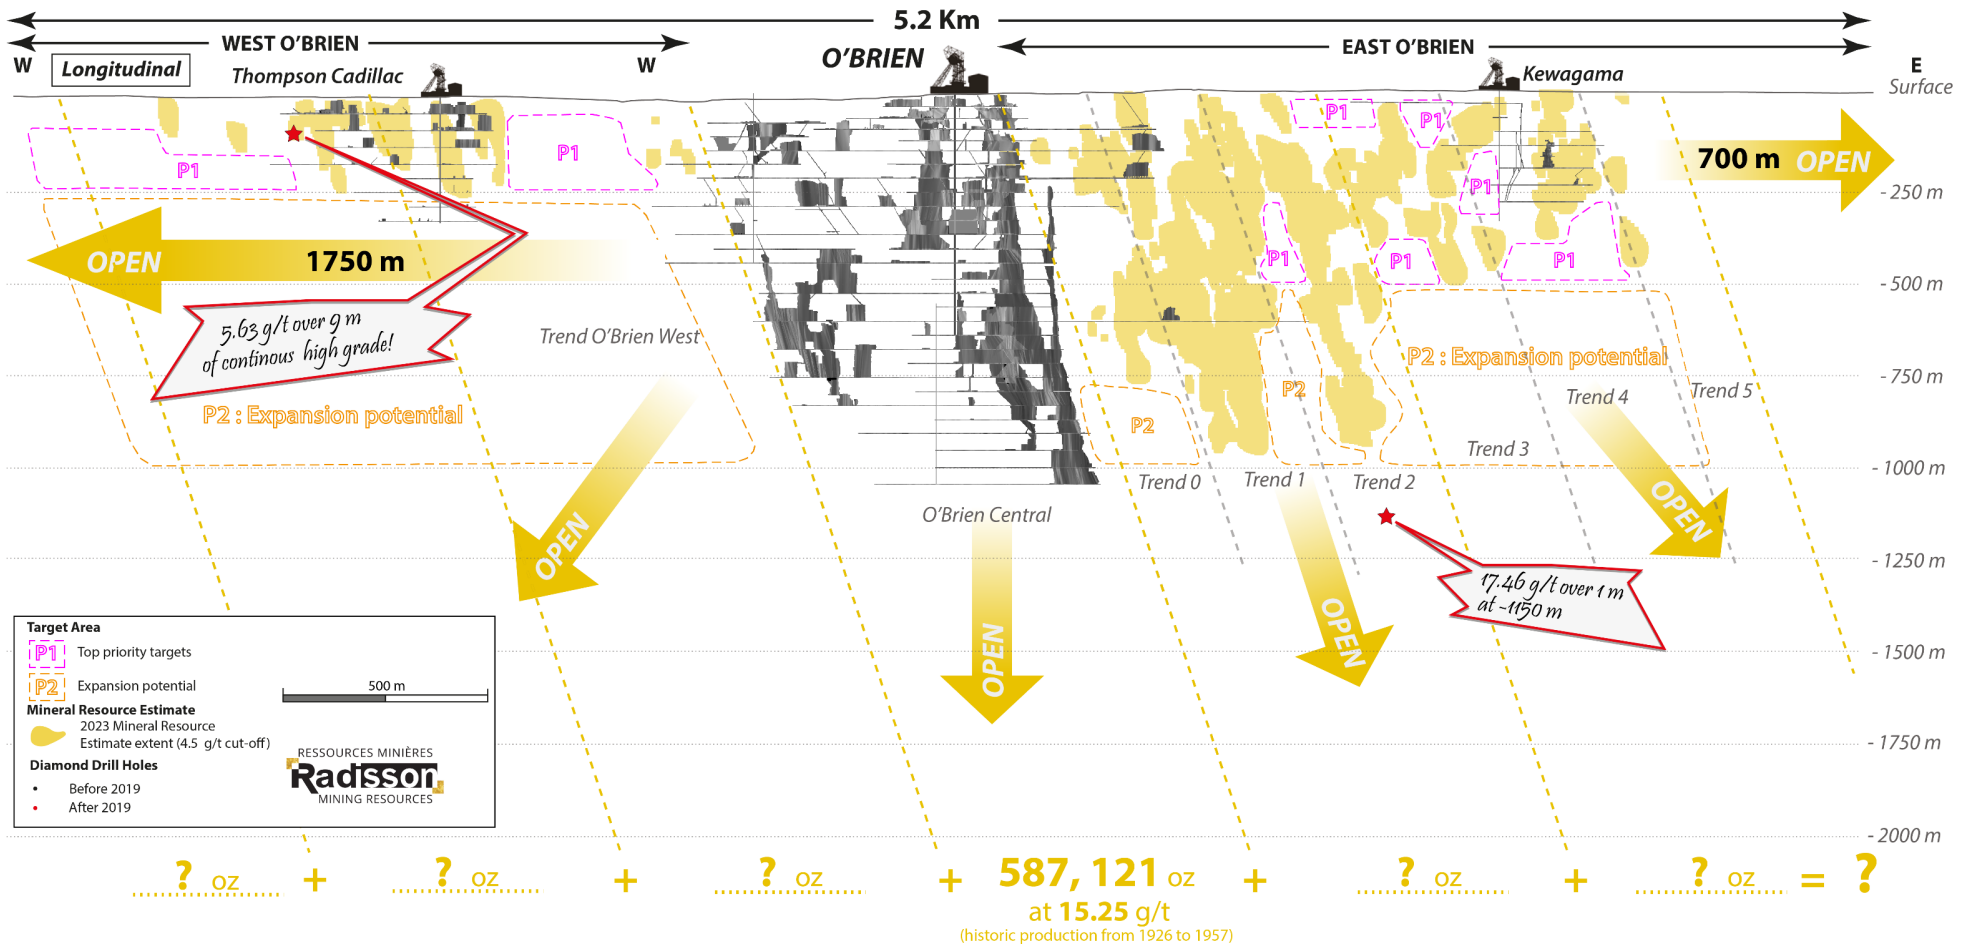 5.2 Km
WEST O'BRIEN
O'BRIEN
EAST O'BRIEN
W
Longitudinal
Thompson Cadillac
W
Kewagama
E
Surface
P1
P1
P1
P1
P1
700 m OPEN
- 250 m
OPEN
1750 m
P1
P1
P1
- 500 m
5.63 g/t over 9 m
of continous high grade!
Trend O'Brien West
P2 : Expansion potential
- 750 m
P2
Trend 4
Trend 5
P2 : Expansion potential
P2
Trend 3
- 1000 m
Trend 0
Trend 1
Trend 2
O'Brien Central
OPEN
OPEN
- 1250 m
17.46 g/t over 1 m
at -1150 m
OPEN
OPEN
- 1500 m
- 1750 m
- 2000 m
Target Area
P1
Top priority targets
P2
Expansion potential
500 m
Mineral Resource Estimate
2023 Mineral Resource
Estimate extent (4.5 g/t cut-off)
Diamond Drill Holes
Before 2019
After 2019
RESSOURCES MINIÈRES
Radisson
MINING RESOURCES
? oz + ? oz + ? oz + 587, 121 oz + ? oz + ? oz = ?
at 15.25 g/t
(historic production from 1926 to 1957)